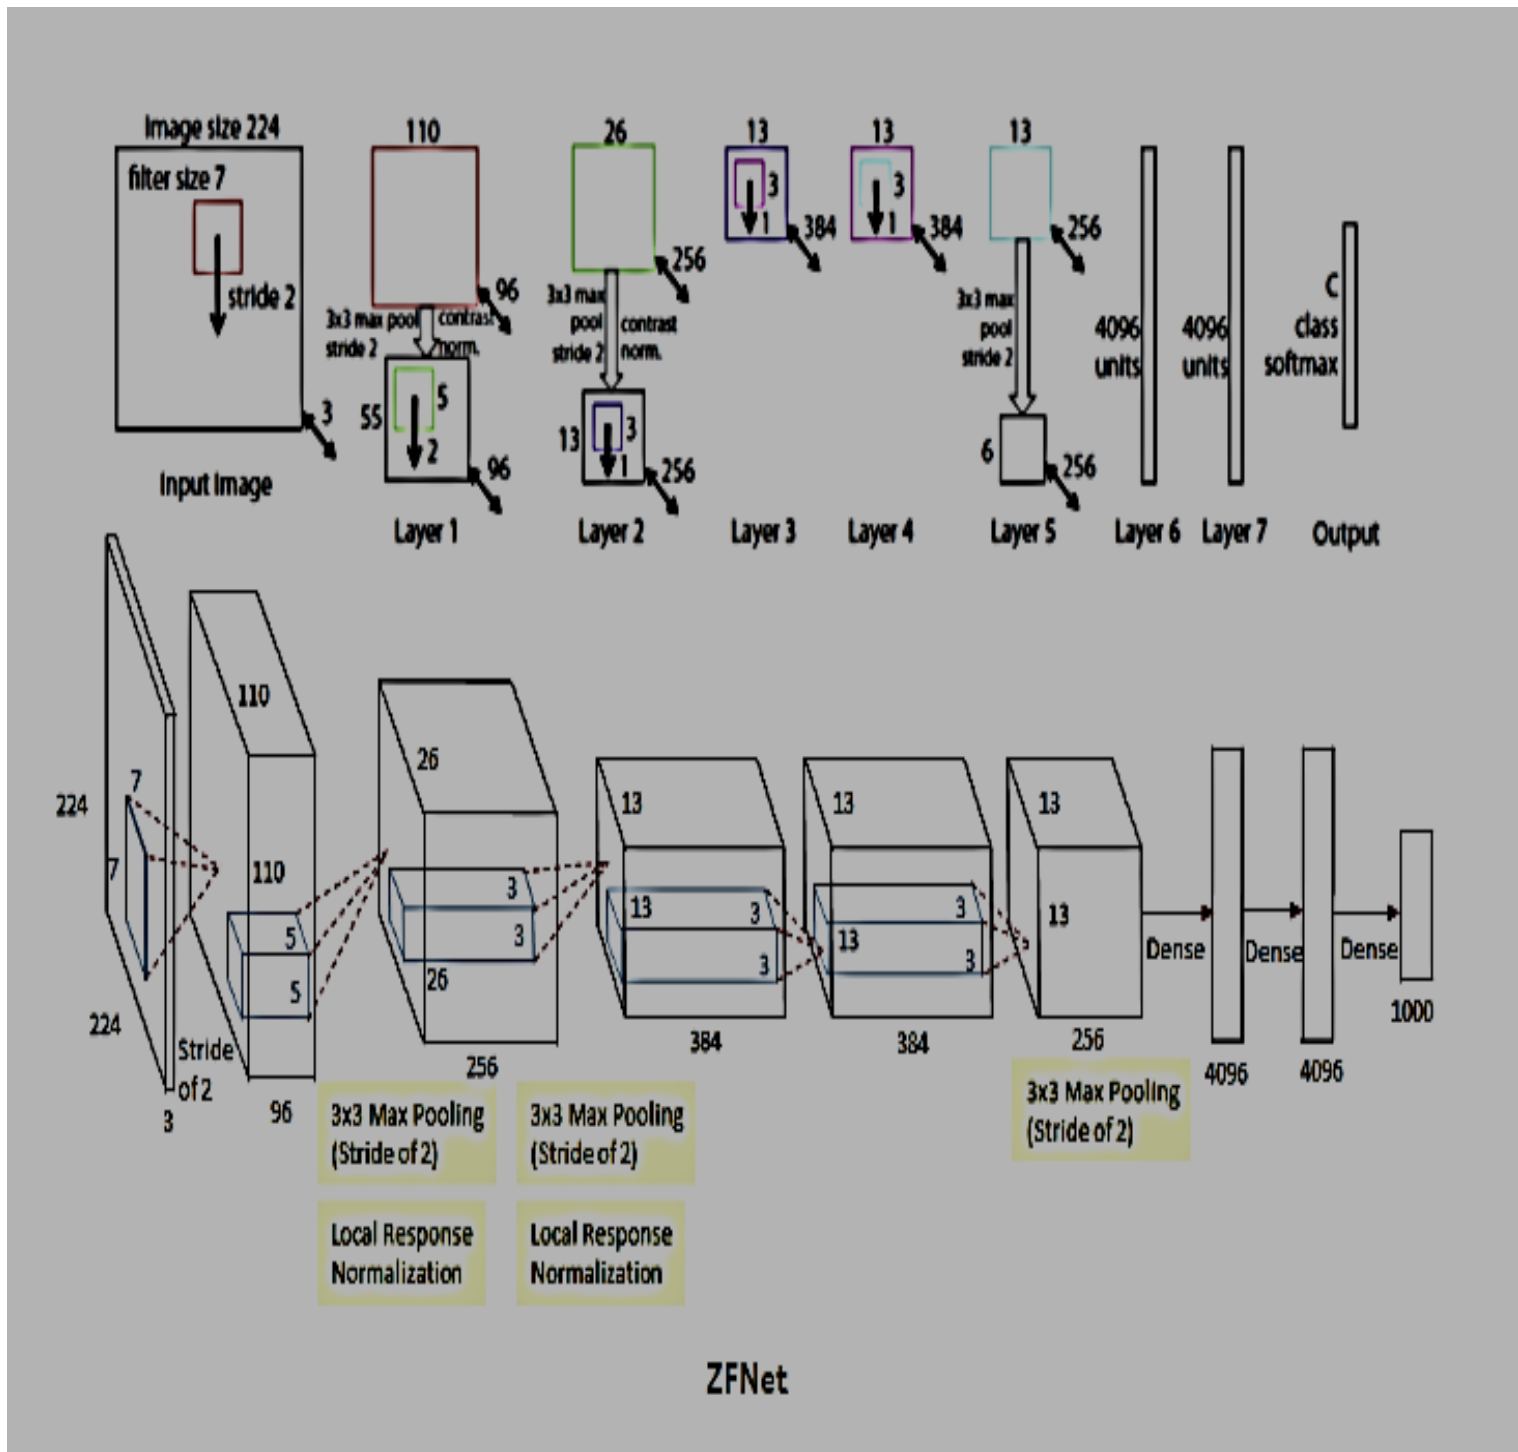 Image size 224
filter size 7
stride 2
3
Input Image
110
96
3x3 max pool
stride 2
contrast
norm.
55
5
2
96
Layer 1
26
256
3x3 max
pool
stride 2
contrast
norm.
13
3
1
256
Layer 2
13
3
1
384
Layer 3
13
3
1
384
Layer 4
13
256
3x3 max
pool
stride 2
6
256
Layer 5
4096
units
Layer 6
4096
units
Layer 7
C
class
softmax
Output
224
7
7
224
3
Stride
of 2
110
110
5
5
96
26
3
3
26
256
3x3 Max Pooling
(Stride of 2)
Local Response
Normalization
3x3 Max Pooling
(Stride of 2)
Local Response
Normalization
13
13
3
3
384
13
13
3
3
384
13
13
256
3x3 Max Pooling
(Stride of 2)
Dense
4096
Dense
4096
Dense
1000
ZFNet